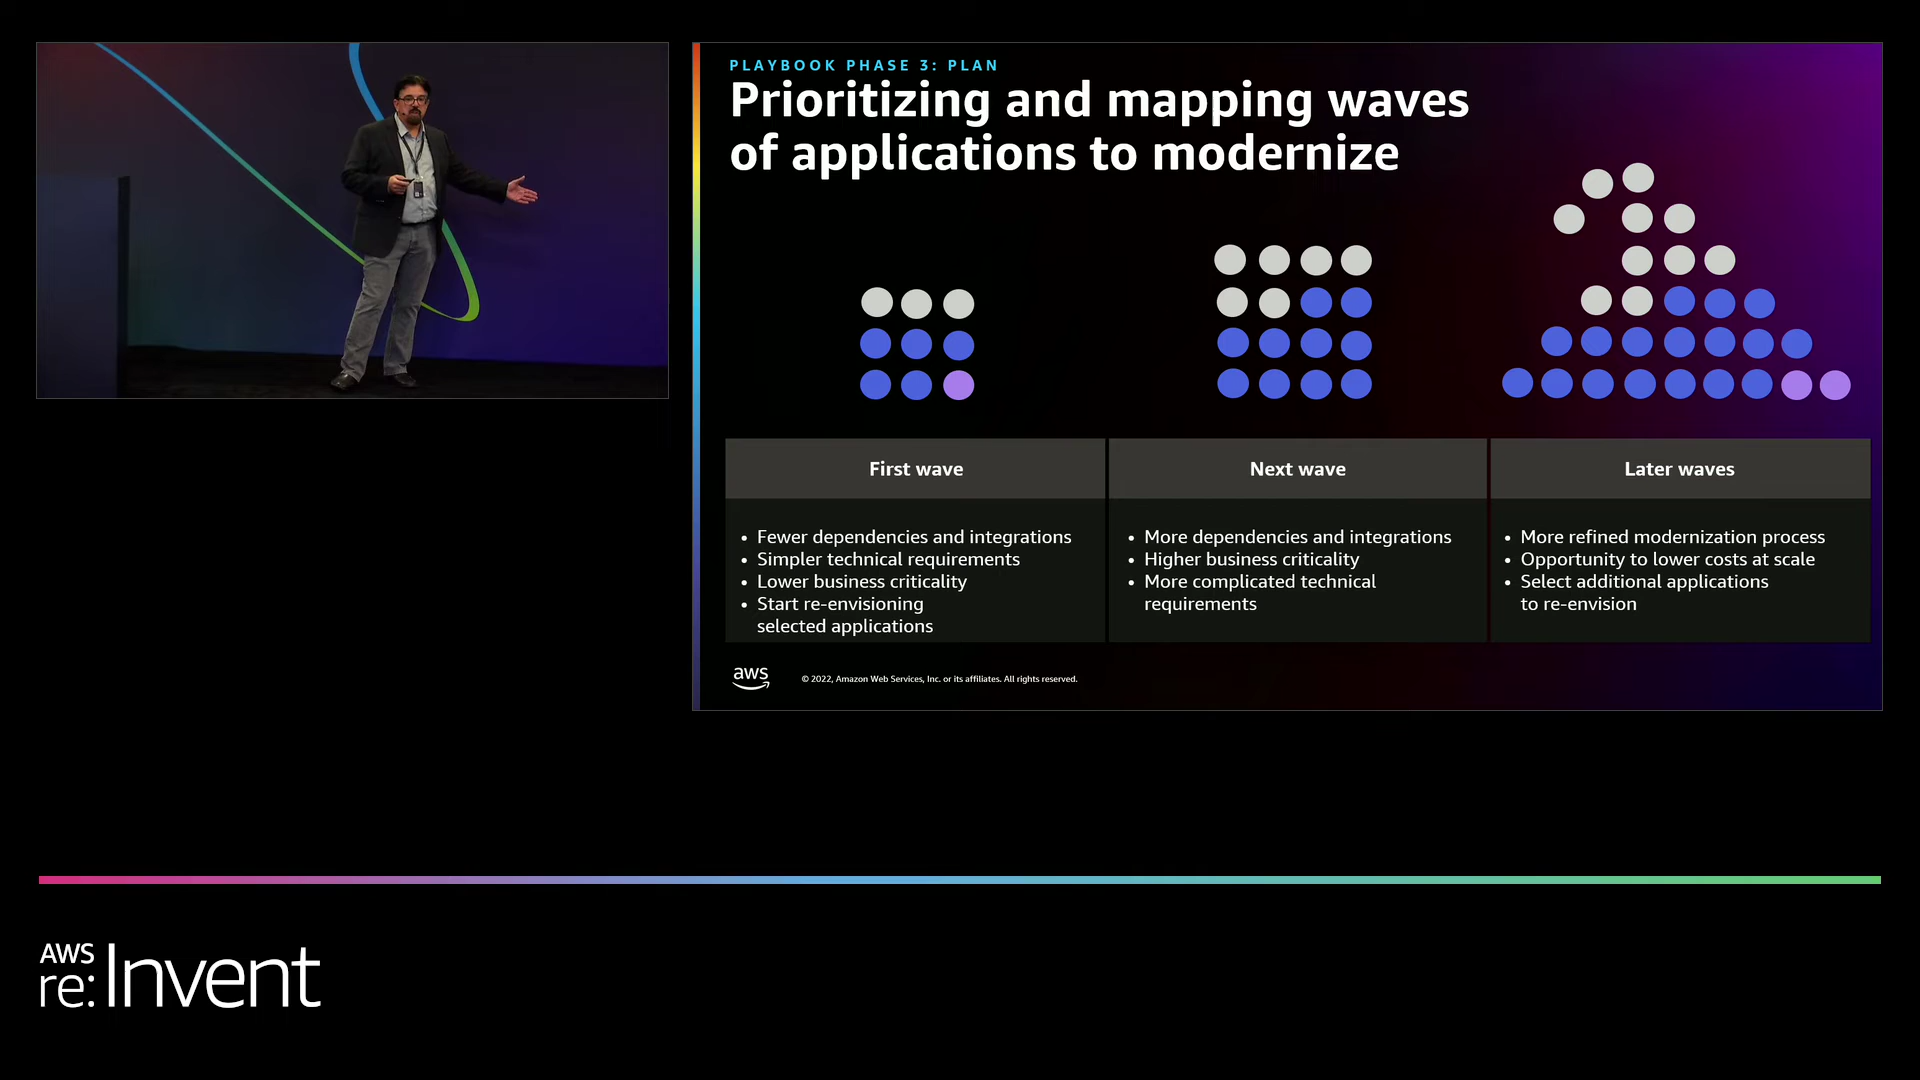 PLAYBOOK PHASE 3: PLAN
Prioritizing and mapping waves
of applications to modernize
First wave
Next wave
Later waves
• Fewer dependencies and integrations
• Simpler technical requirements
• Lower business criticality
• Start re-envisioning
selected applications
• More dependencies and integrations
• Higher business criticality
• More complicated technical
requirements
• More refined modernization process
• Opportunity to lower costs at scale
• Select additional applications
to re-envision
aws
© 2022, Amazon Web Services, Inc. or its affiliates. All rights reserved.
AWS
re:Invent